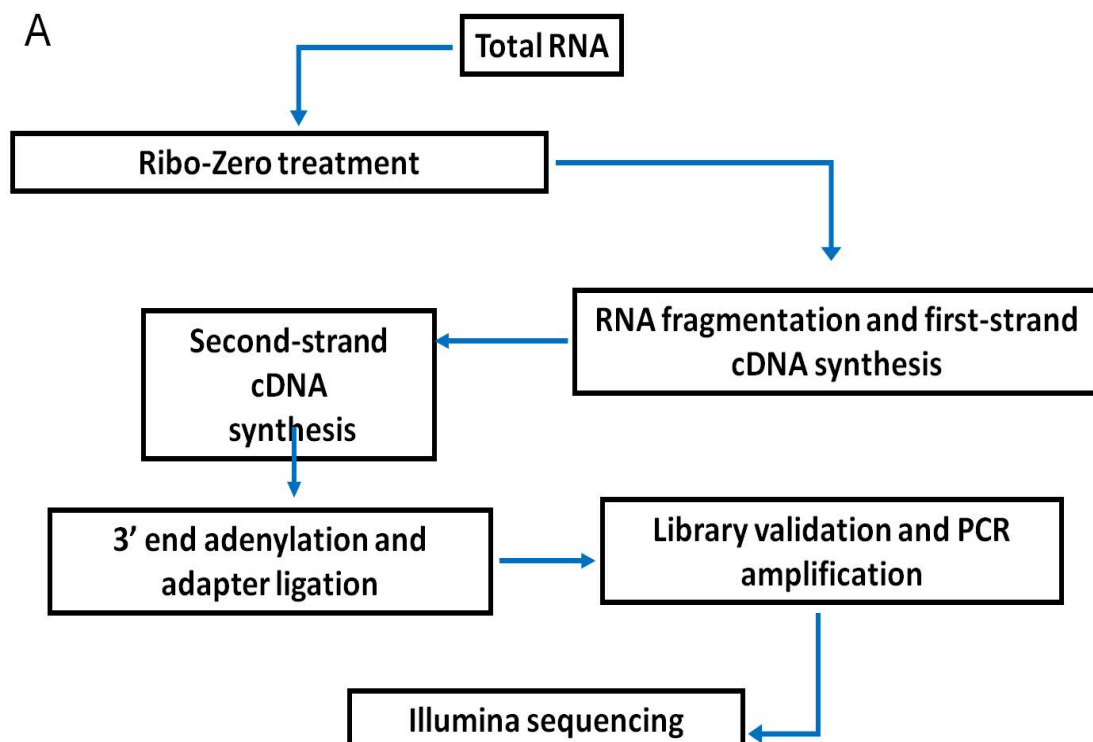 A
Total RNA
Ribo-Zero treatment
RNA fragmentation and first-strand
cDNA synthesis
Second-strand
cDNA
synthesis
3’ end adenylation and
adapter ligation
Library validation and PCR
amplification
Illumina sequencing